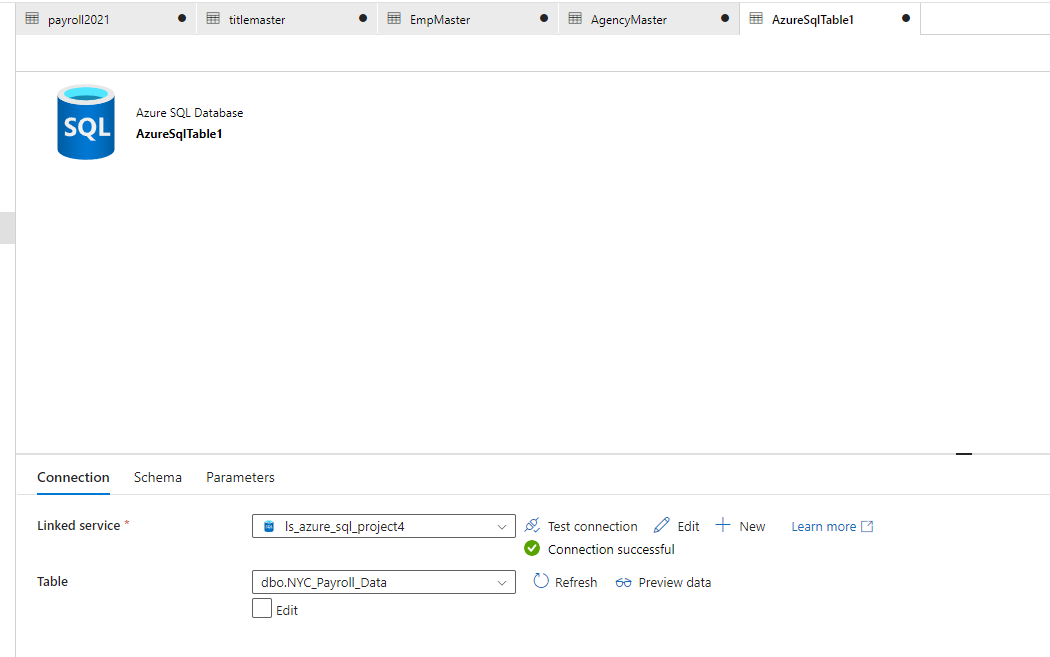 payroll2021
titlemaster
EmpMaster
AgencyMaster
AzureSqlTable1
SQL
Azure SQL Database
AzureSqlTable1
Connection
Schema
Parameters
Linked service *
ls_azure_sql_project4
Test connection
Edit
New
Learn more
Connection successful
Table
dbo.NYC_Payroll_Data
Refresh
Preview data
Edit